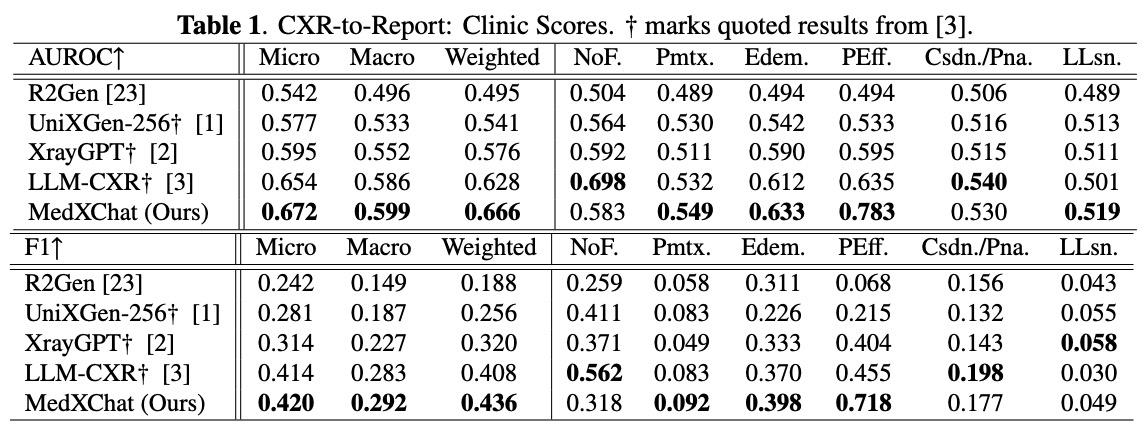 Table 1. CXR-to-Report: Clinic Scores. † marks quoted results from [3].
AUROC↑ Micro Macro Weighted NoF. Pmtx. Edem. PEff. Csdn./Pna. LLsn.
R2Gen [23] 0.542 0.496 0.495 0.504 0.489 0.494 0.494 0.506 0.489
UniXGen-256† [1] 0.577 0.533 0.541 0.564 0.530 0.542 0.533 0.516 0.513
XrayGPT† [2] 0.595 0.552 0.576 0.592 0.511 0.590 0.595 0.515 0.511
LLM-CXR† [3] 0.654 0.586 0.628 0.698 0.532 0.612 0.635 0.540 0.501
MedXChat (Ours) 0.672 0.599 0.666 0.583 0.549 0.633 0.783 0.530 0.519
F1↑ Micro Macro Weighted NoF. Pmtx. Edem. PEff. Csdn./Pna. LLsn.
R2Gen [23] 0.242 0.149 0.188 0.259 0.058 0.311 0.068 0.156 0.043
UniXGen-256† [1] 0.281 0.187 0.256 0.411 0.083 0.226 0.215 0.132 0.055
XrayGPT† [2] 0.314 0.227 0.320 0.371 0.049 0.333 0.404 0.143 0.058
LLM-CXR† [3] 0.414 0.283 0.408 0.562 0.083 0.370 0.455 0.198 0.030
MedXChat (Ours) 0.420 0.292 0.436 0.318 0.092 0.398 0.718 0.177 0.049